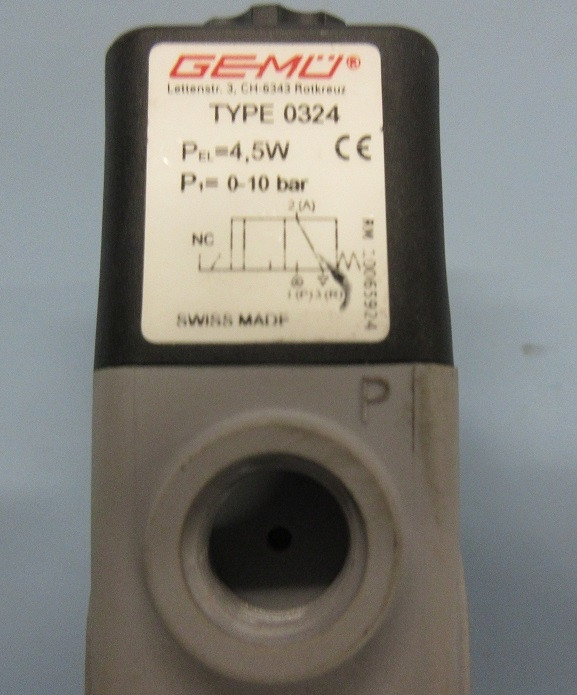 GEMÜ®
Lettenstr. 3, CH-6343 Rotkreuz
TYPE 0324
PEL=4,5W CE
P1= 0-10 bar
2 (A)
NC
1 (P) 3 (R)
SWISS MADE
P